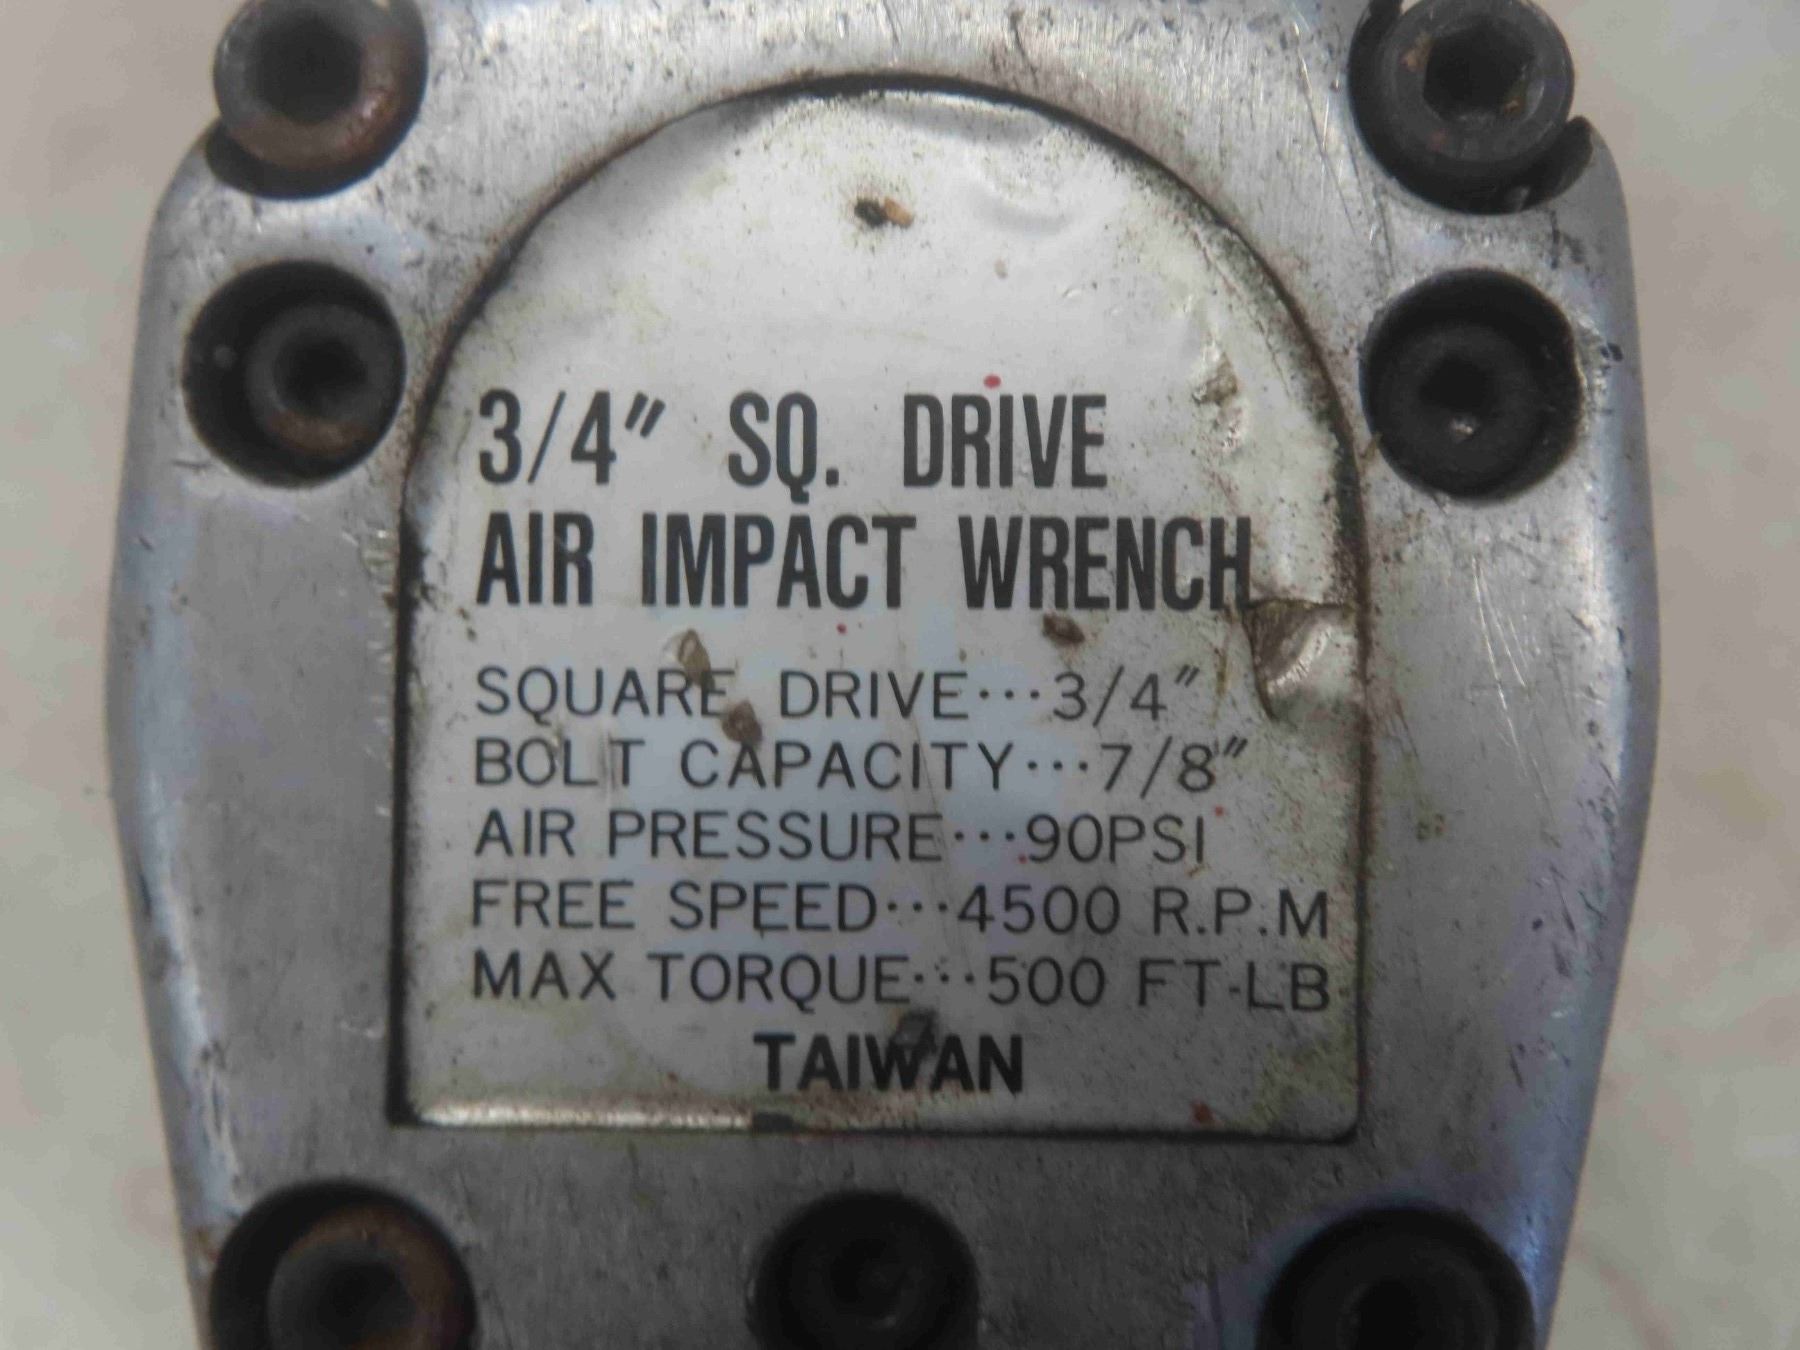 3/4" SQ. DRIVE
AIR IMPACT WRENCH
SQUARE DRIVE···3/4"
BOLT CAPACITY···7/8"
AIR PRESSURE···90PSI
FREE SPEED···4500 R.P.M
MAX TORQUE···500 FT-LB
TAIWAN